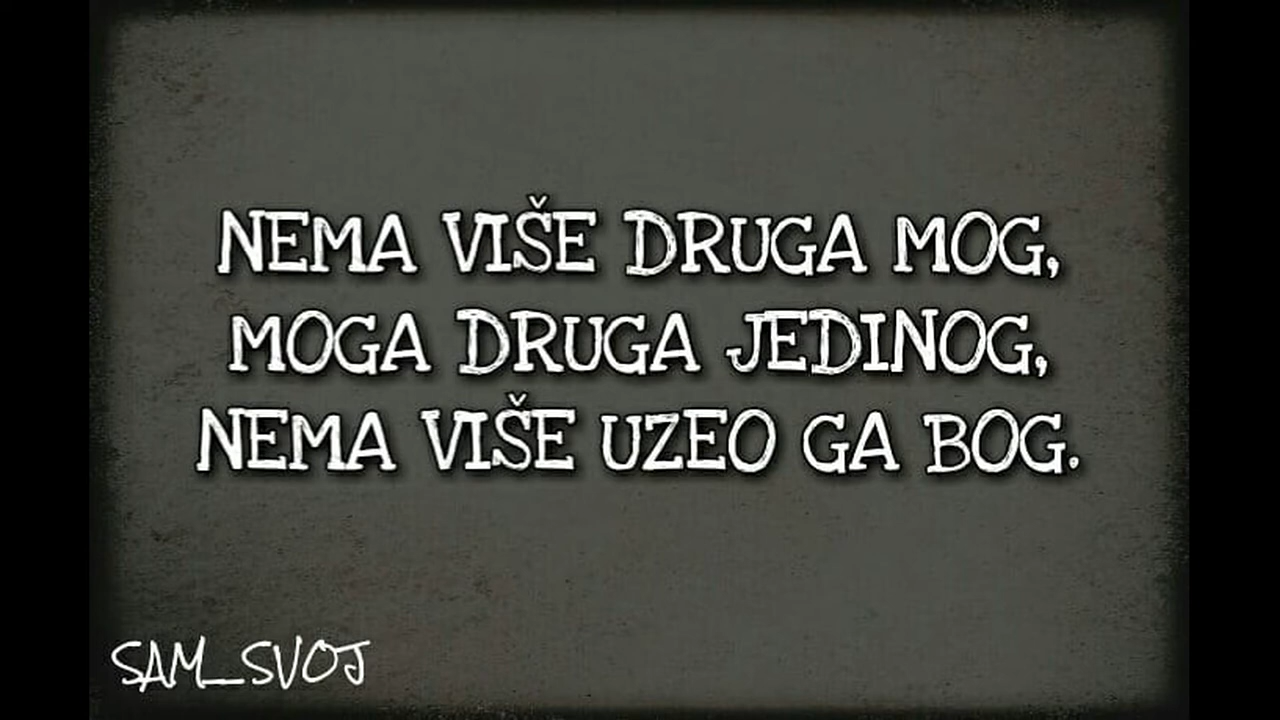 NEMA VIŠE DRUGA MOG,
MOGA DRUGA JEDINOG,
NEMA VIŠE UZEO GA BOG.
SAM_SVOJ